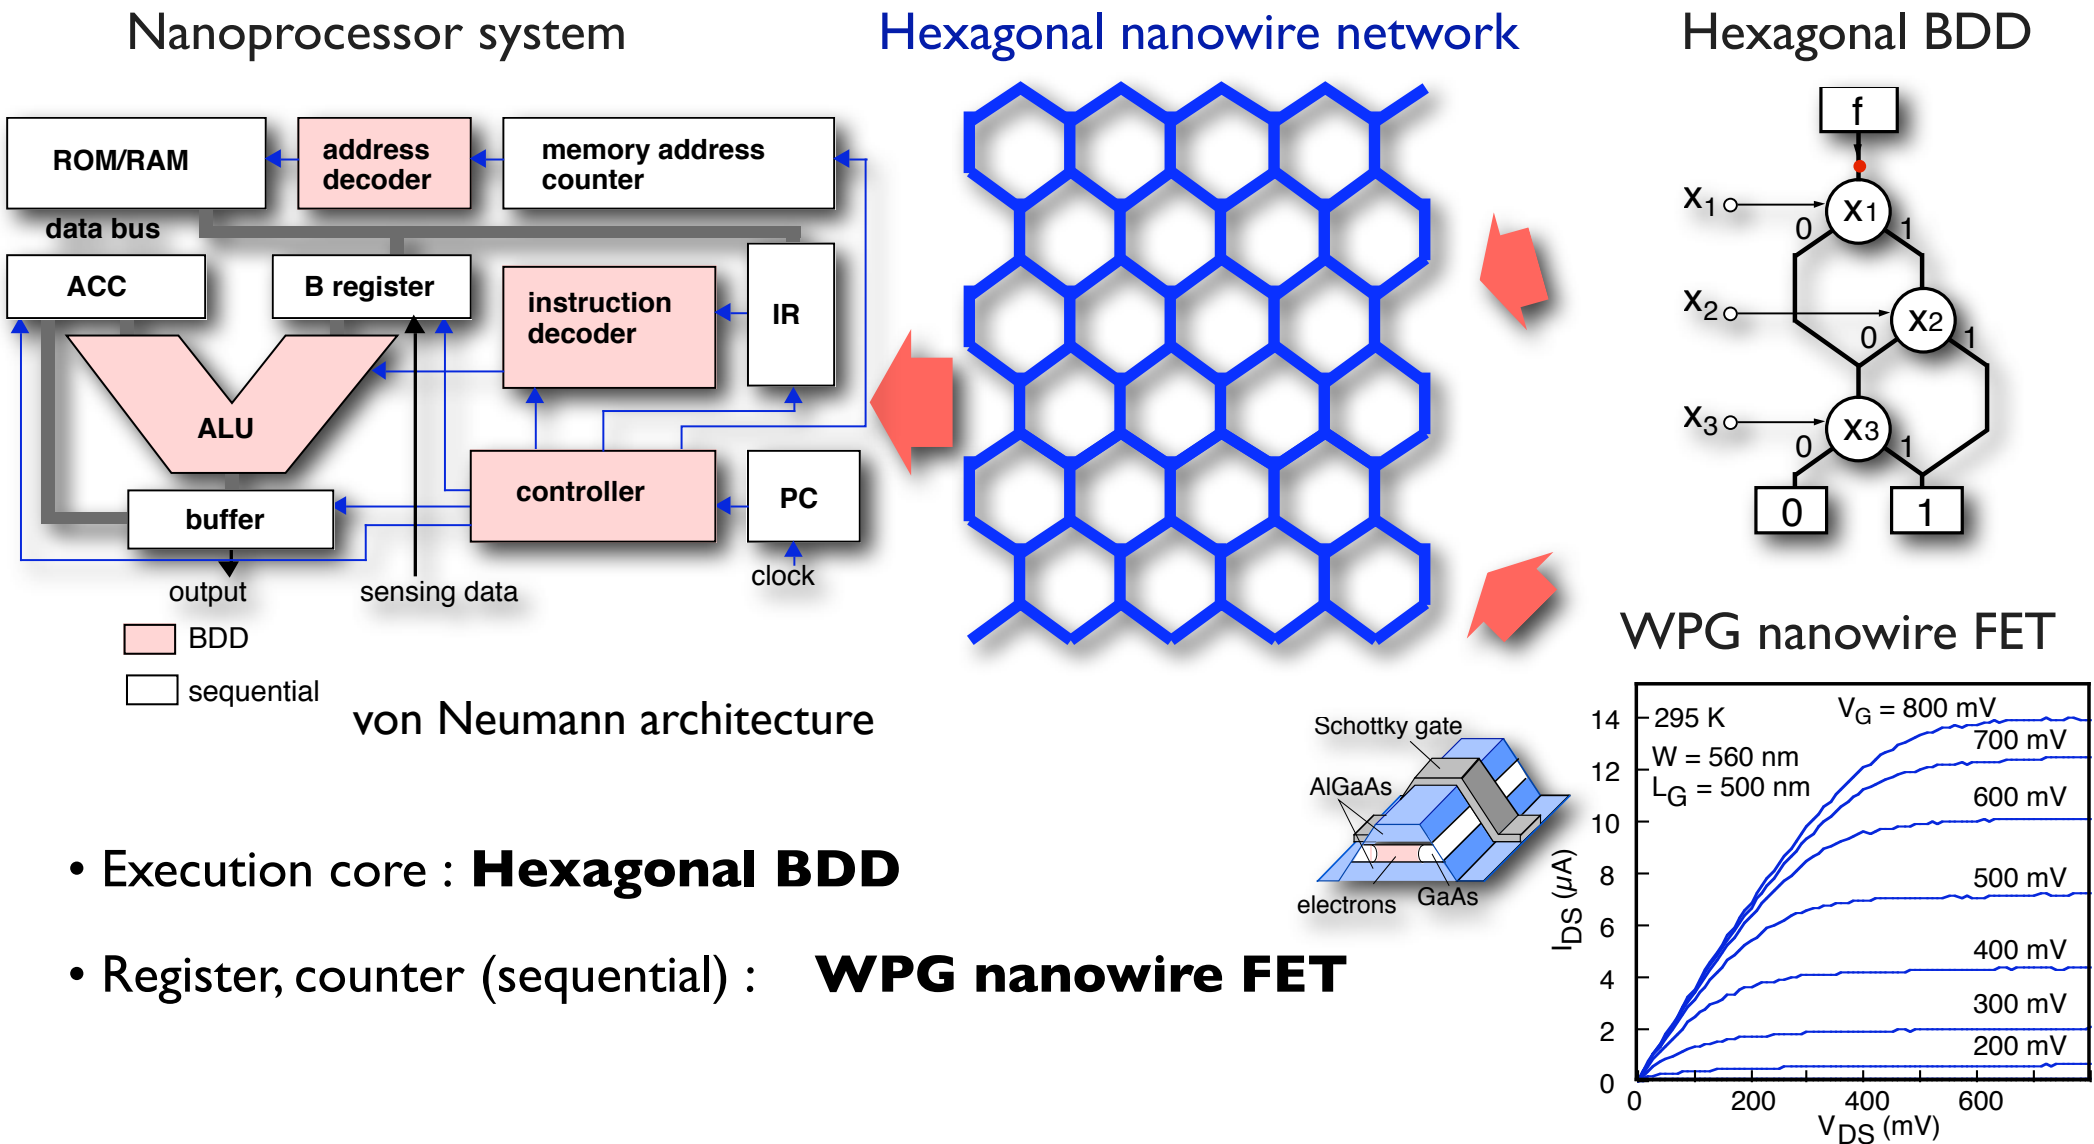 Nanoprocessor system
ROM/RAM
address
decoder
memory address
counter
data bus
ACC
B register
instruction
decoder
IR
ALU
controller
PC
buffer
output
sensing data
clock
BDD
sequential
von Neumann architecture
Hexagonal nanowire network
Hexagonal BDD
f
x1
X1
0
1
x2
X2
0
1
x3
X3
0
1
0
1
WPG nanowire FET
Schottky gate
AlGaAs
electrons
GaAs
14
12
10
8
6
4
2
0
IDS (μA)
295 K
W = 560 nm
LG = 500 nm
VG = 800 mV
700 mV
600 mV
500 mV
400 mV
300 mV
200 mV
0
200
400
600
VDS (mV)
• Execution core : Hexagonal BDD
• Register, counter (sequential) : WPG nanowire FET